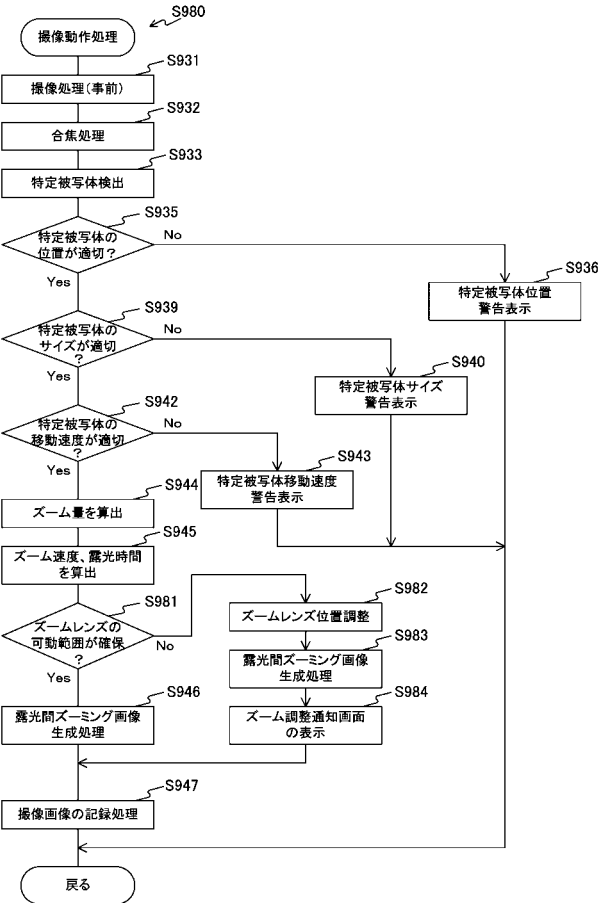 撮像動作処理
S980
S931
撮像処理(事前)
S932
合焦処理
S933
特定被写体検出
S935
特定被写体の
位置が適切?
No
Yes
S936
特定被写体位置
警告表示
S939
特定被写体の
サイズが適切
?
No
Yes
S940
特定被写体サイズ
警告表示
S942
特定被写体の
移動速度が適切?
No
Yes
S943
特定被写体移動速度
警告表示
S944
ズーム量を算出
S945
ズーム速度、露光時間
を算出
S981
ズームレンズの
可動範囲が確保
?
No
Yes
S982
ズームレンズ位置調整
S983
露光間ズーミング画像
生成処理
S984
ズーム調整通知画面
の表示
S946
露光間ズーミング画像
生成処理
S947
撮像画像の記録処理
戻る